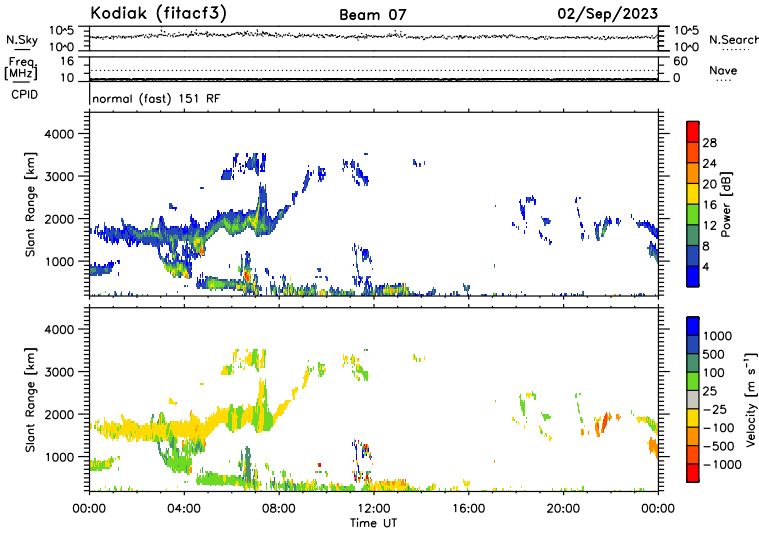 Kodiak (fitacf3) Beam 07 02/Sep/2023
N.Sky 10^5 10^0 10^5 10^0 N.Search
Freq. [MHz] 16 10 60 0 Nave
CPID normal (fast) 151 RF
Slant Range [km] 4000 3000 2000 1000
Power [dB] 28 24 20 16 12 8 4
Slant Range [km] 4000 3000 2000 1000
Velocity [m s⁻¹] 1000 500 100 25 −25 −100 −500 −1000
00:00 04:00 08:00 12:00 16:00 20:00 00:00
Time UT